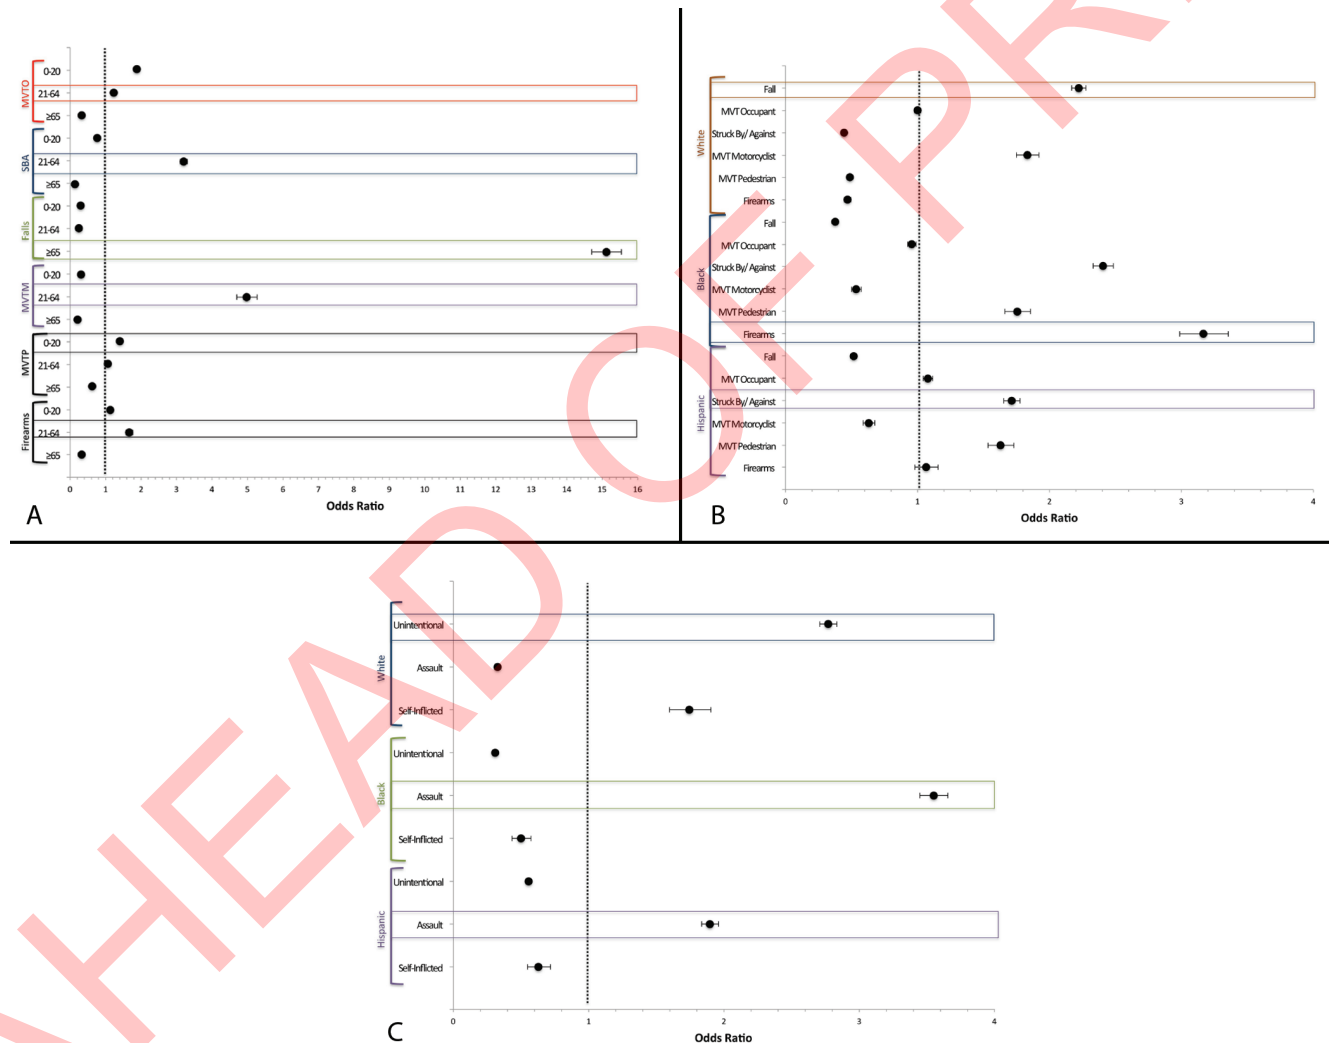 MVTO
0-20
21-64
≥65
SBA
0-20
21-64
≥65
Falls
0-20
21-64
≥65
MVTM
0-20
21-64
≥65
MVTP
0-20
21-64
≥65
Firearms
0-20
21-64
≥65
0 1 2 3 4 5 6 7 8 9 10 11 12 13 14 15 16
Odds Ratio
A
White
Fall
MVT Occupant
Struck By/ Against
MVT Motorcyclist
MVT Pedestrian
Firearms
Black
Fall
MVT Occupant
Struck By/ Against
MVT Motorcyclist
MVT Pedestrian
Firearms
Hispanic
Fall
MVT Occupant
Struck By/ Against
MVT Motorcyclist
MVT Pedestrian
Firearms
0 1 2 3 4
Odds Ratio
B
White
Unintentional
Assault
Self-Inflicted
Black
Unintentional
Assault
Self-Inflicted
Hispanic
Unintentional
Assault
Self-Inflicted
0 1 2 3 4
Odds Ratio
C
AHEAD OF PR